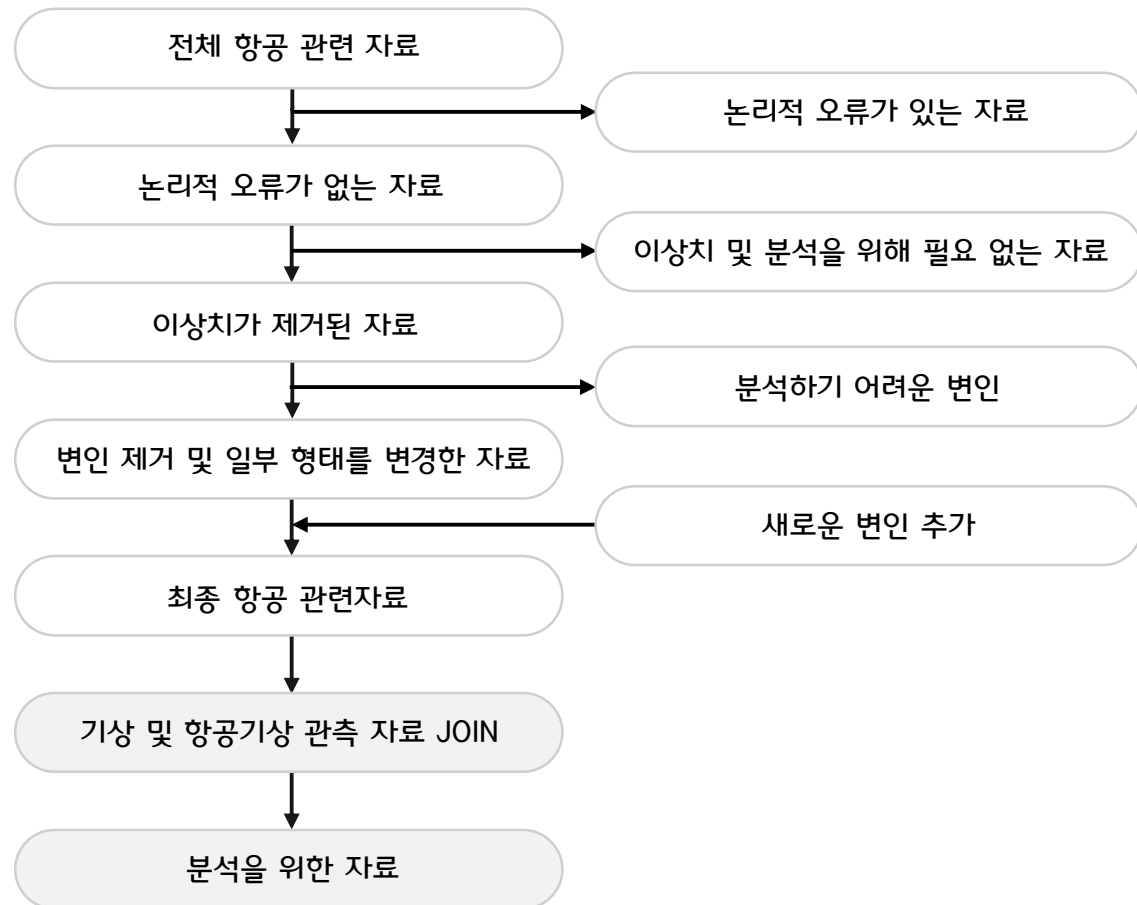 전체 항공 관련 자료
논리적 오류가 있는 자료
논리적 오류가 없는 자료
이상치 및 분석을 위해 필요 없는 자료
이상치가 제거된 자료
분석하기 어려운 변인
변인 제거 및 일부 형태를 변경한 자료
새로운 변인 추가
최종 항공 관련자료
기상 및 항공기상 관측 자료 JOIN
분석을 위한 자료